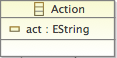 Action
act : EString